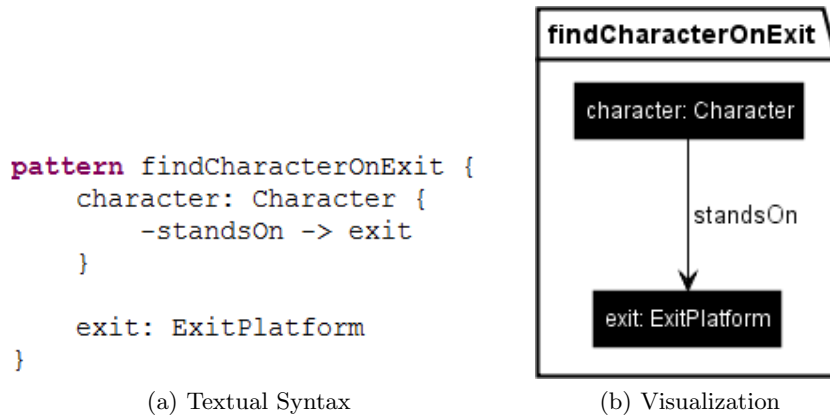 pattern findCharacterOnExit {
character: Character {
-standsOn -> exit
}
exit: ExitPlatform
}
(a) Textual Syntax
findCharacterOnExit
character: Character
standsOn
exit: ExitPlatform
(b) Visualization